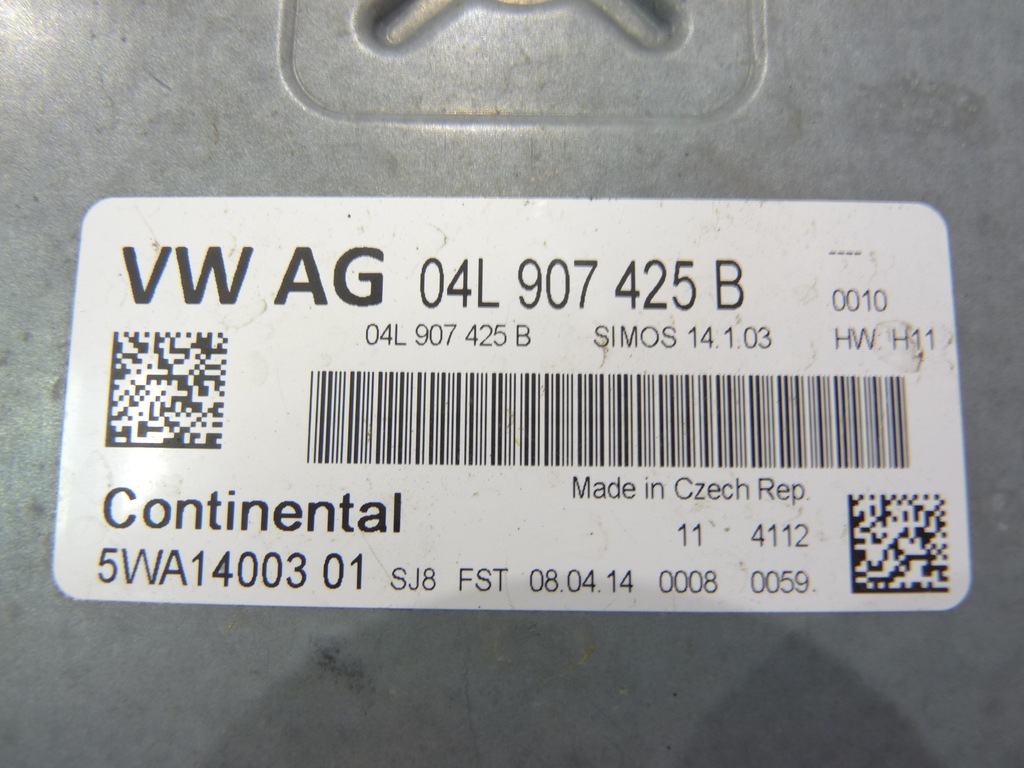 VW AG 04L 907 425 B ----
0010
04L 907 425 B SIMOS 14.1.03 HW: H11
Made in Czech Rep.
Continental 11 4112
5WA14003 01 SJ8 FST 08.04.14 0008 0059.